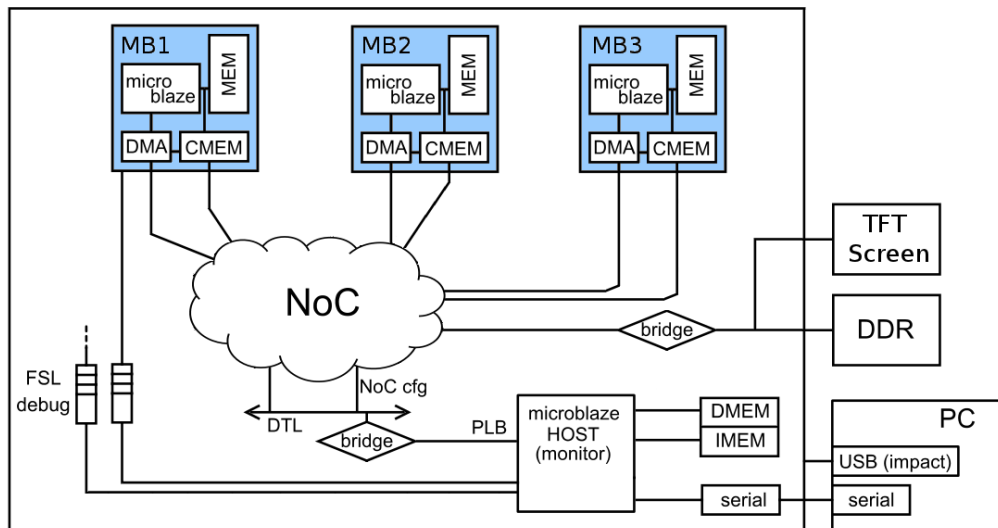 MB1
micro
blaze
MEM
DMA
CMEM
MB2
micro
blaze
MEM
DMA
CMEM
MB3
micro
blaze
MEM
DMA
CMEM
TFT
Screen
NoC
bridge
DDR
FSL
debug
NoC cfg
DTL
bridge
PLB
microblaze
HOST
(monitor)
DMEM
IMEM
PC
USB (impact)
serial
serial